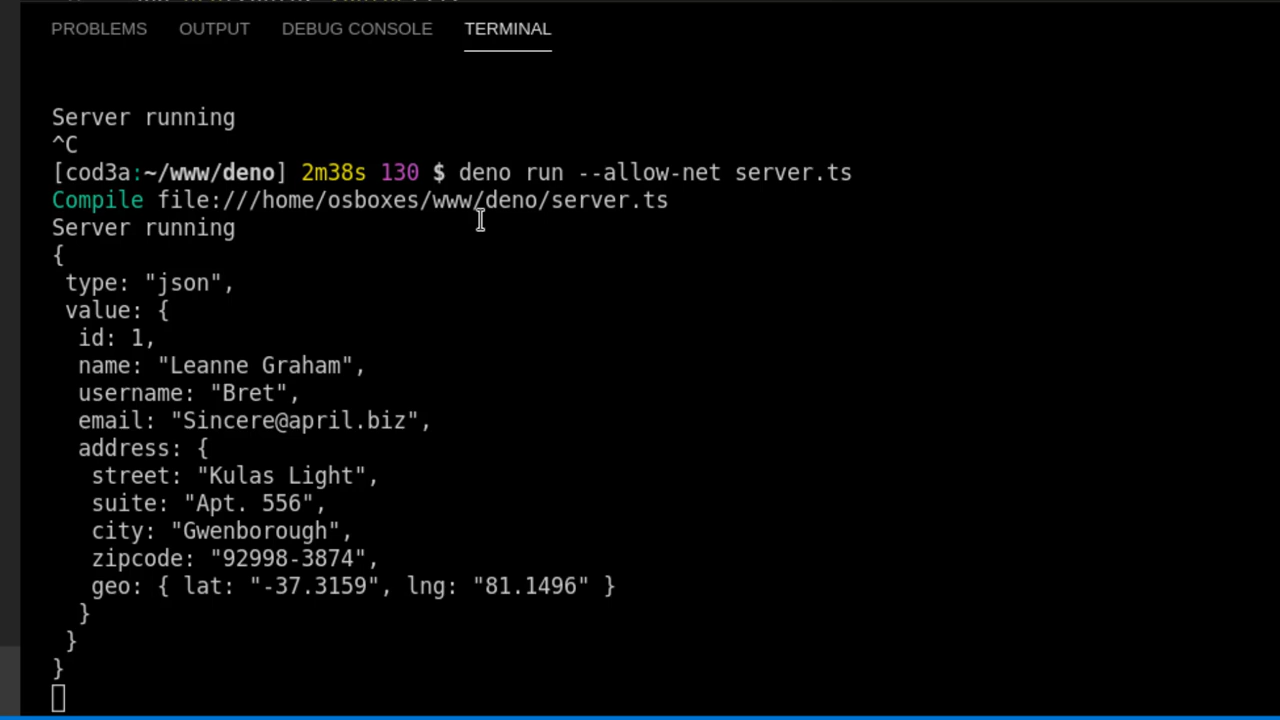 PROBLEMS OUTPUT DEBUG CONSOLE TERMINAL
Server running
^C
[cod3a:~/www/deno] 2m38s 130 $ deno run --allow-net server.ts
Compile file:///home/osboxes/www/deno/server.ts
Server running
{
 type: "json",
 value: {
  id: 1,
  name: "Leanne Graham",
  username: "Bret",
  email: "Sincere@april.biz",
  address: {
   street: "Kulas Light",
   suite: "Apt. 556",
   city: "Gwenborough",
   zipcode: "92998-3874",
   geo: { lat: "-37.3159", lng: "81.1496" }
  }
 }
}